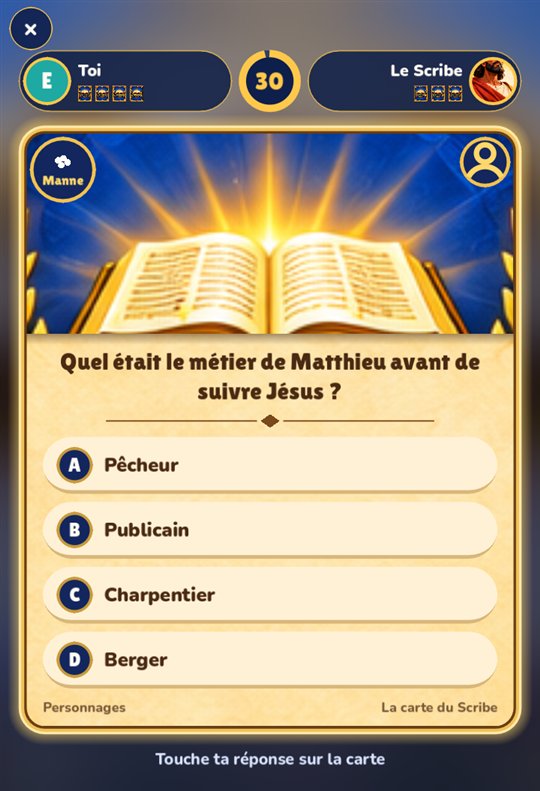 ×
E
Toi
30
Le Scribe
Manne
Quel était le métier de Matthieu avant de
suivre Jésus ?
A Pêcheur
B Publicain
C Charpentier
D Berger
Personnages
La carte du Scribe
Touche ta réponse sur la carte